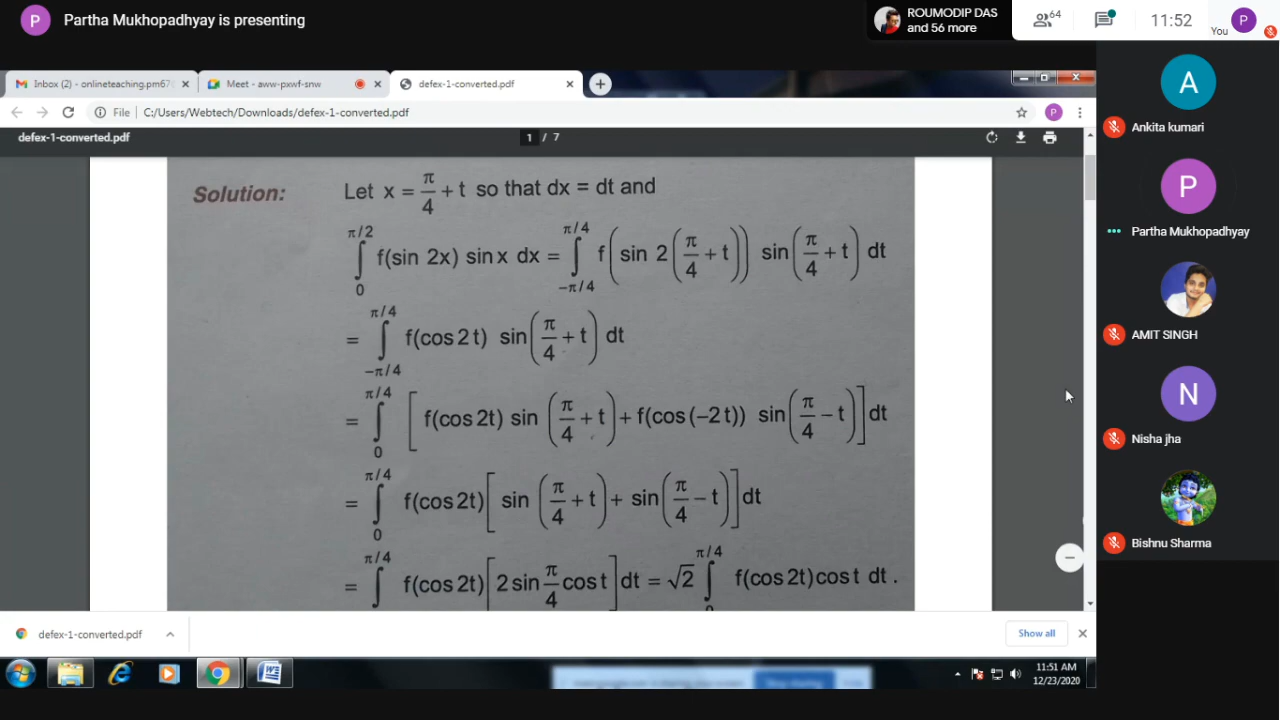 P Partha Mukhopadhyay is presenting
ROUMODIP DAS
and 56 more
64
11:52
You
P
Inbox (2) - onlineteaching.pm67
Meet - aww-pxwf-snw
defex-1-converted.pdf
File | C:/Users/Webtech/Downloads/defex-1-converted.pdf
P
defex-1-converted.pdf
1 / 7
Solution: Let x = π/4 + t so that dx = dt and
∫_0^{π/2} f(sin 2x) sin x dx = ∫_{-π/4}^{π/4} f(sin 2(π/4 + t)) sin(π/4 + t) dt
= ∫_{-π/4}^{π/4} f(cos 2t) sin(π/4 + t) dt
= ∫_0^{π/4} [f(cos 2t) sin (π/4 + t) + f(cos (-2t)) sin(π/4 - t)] dt
= ∫_0^{π/4} f(cos 2t) [sin (π/4 + t) + sin(π/4 - t)] dt
= ∫^{π/4} f(cos 2t) [2 sin π/4 cos t] dt = √2 ∫_0^{π/4} f(cos 2t) cos t dt .
A
Ankita kumari
P
Partha Mukhopadhyay
AMIT SINGH
N
Nisha jha
Bishnu Sharma
defex-1-converted.pdf
Show all
Stop sharing
11:51 AM
12/23/2020